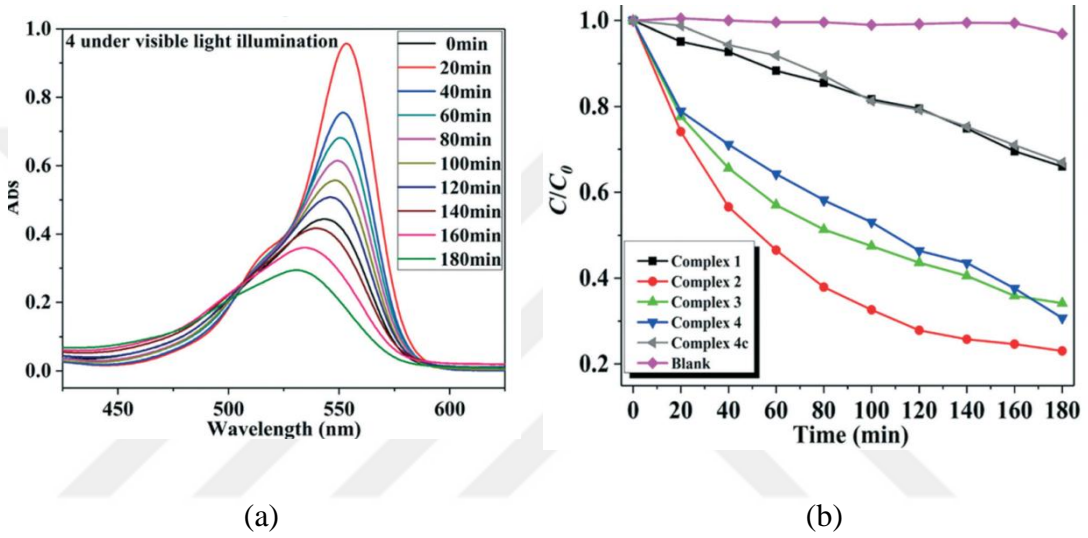 4 under visible light illumination
0min
20min
40min
60min
80min
100min
120min
140min
160min
180min
1.0
0.8
0.6
0.4
0.2
0.0
Abs
450
500
550
600
Wavelength (nm)
(a)
1.0
0.8
0.6
0.4
0.2
C/C0
Complex 1
Complex 2
Complex 3
Complex 4
Complex 4c
Blank
0
20
40
60
80
100
120
140
160
180
Time (min)
(b)